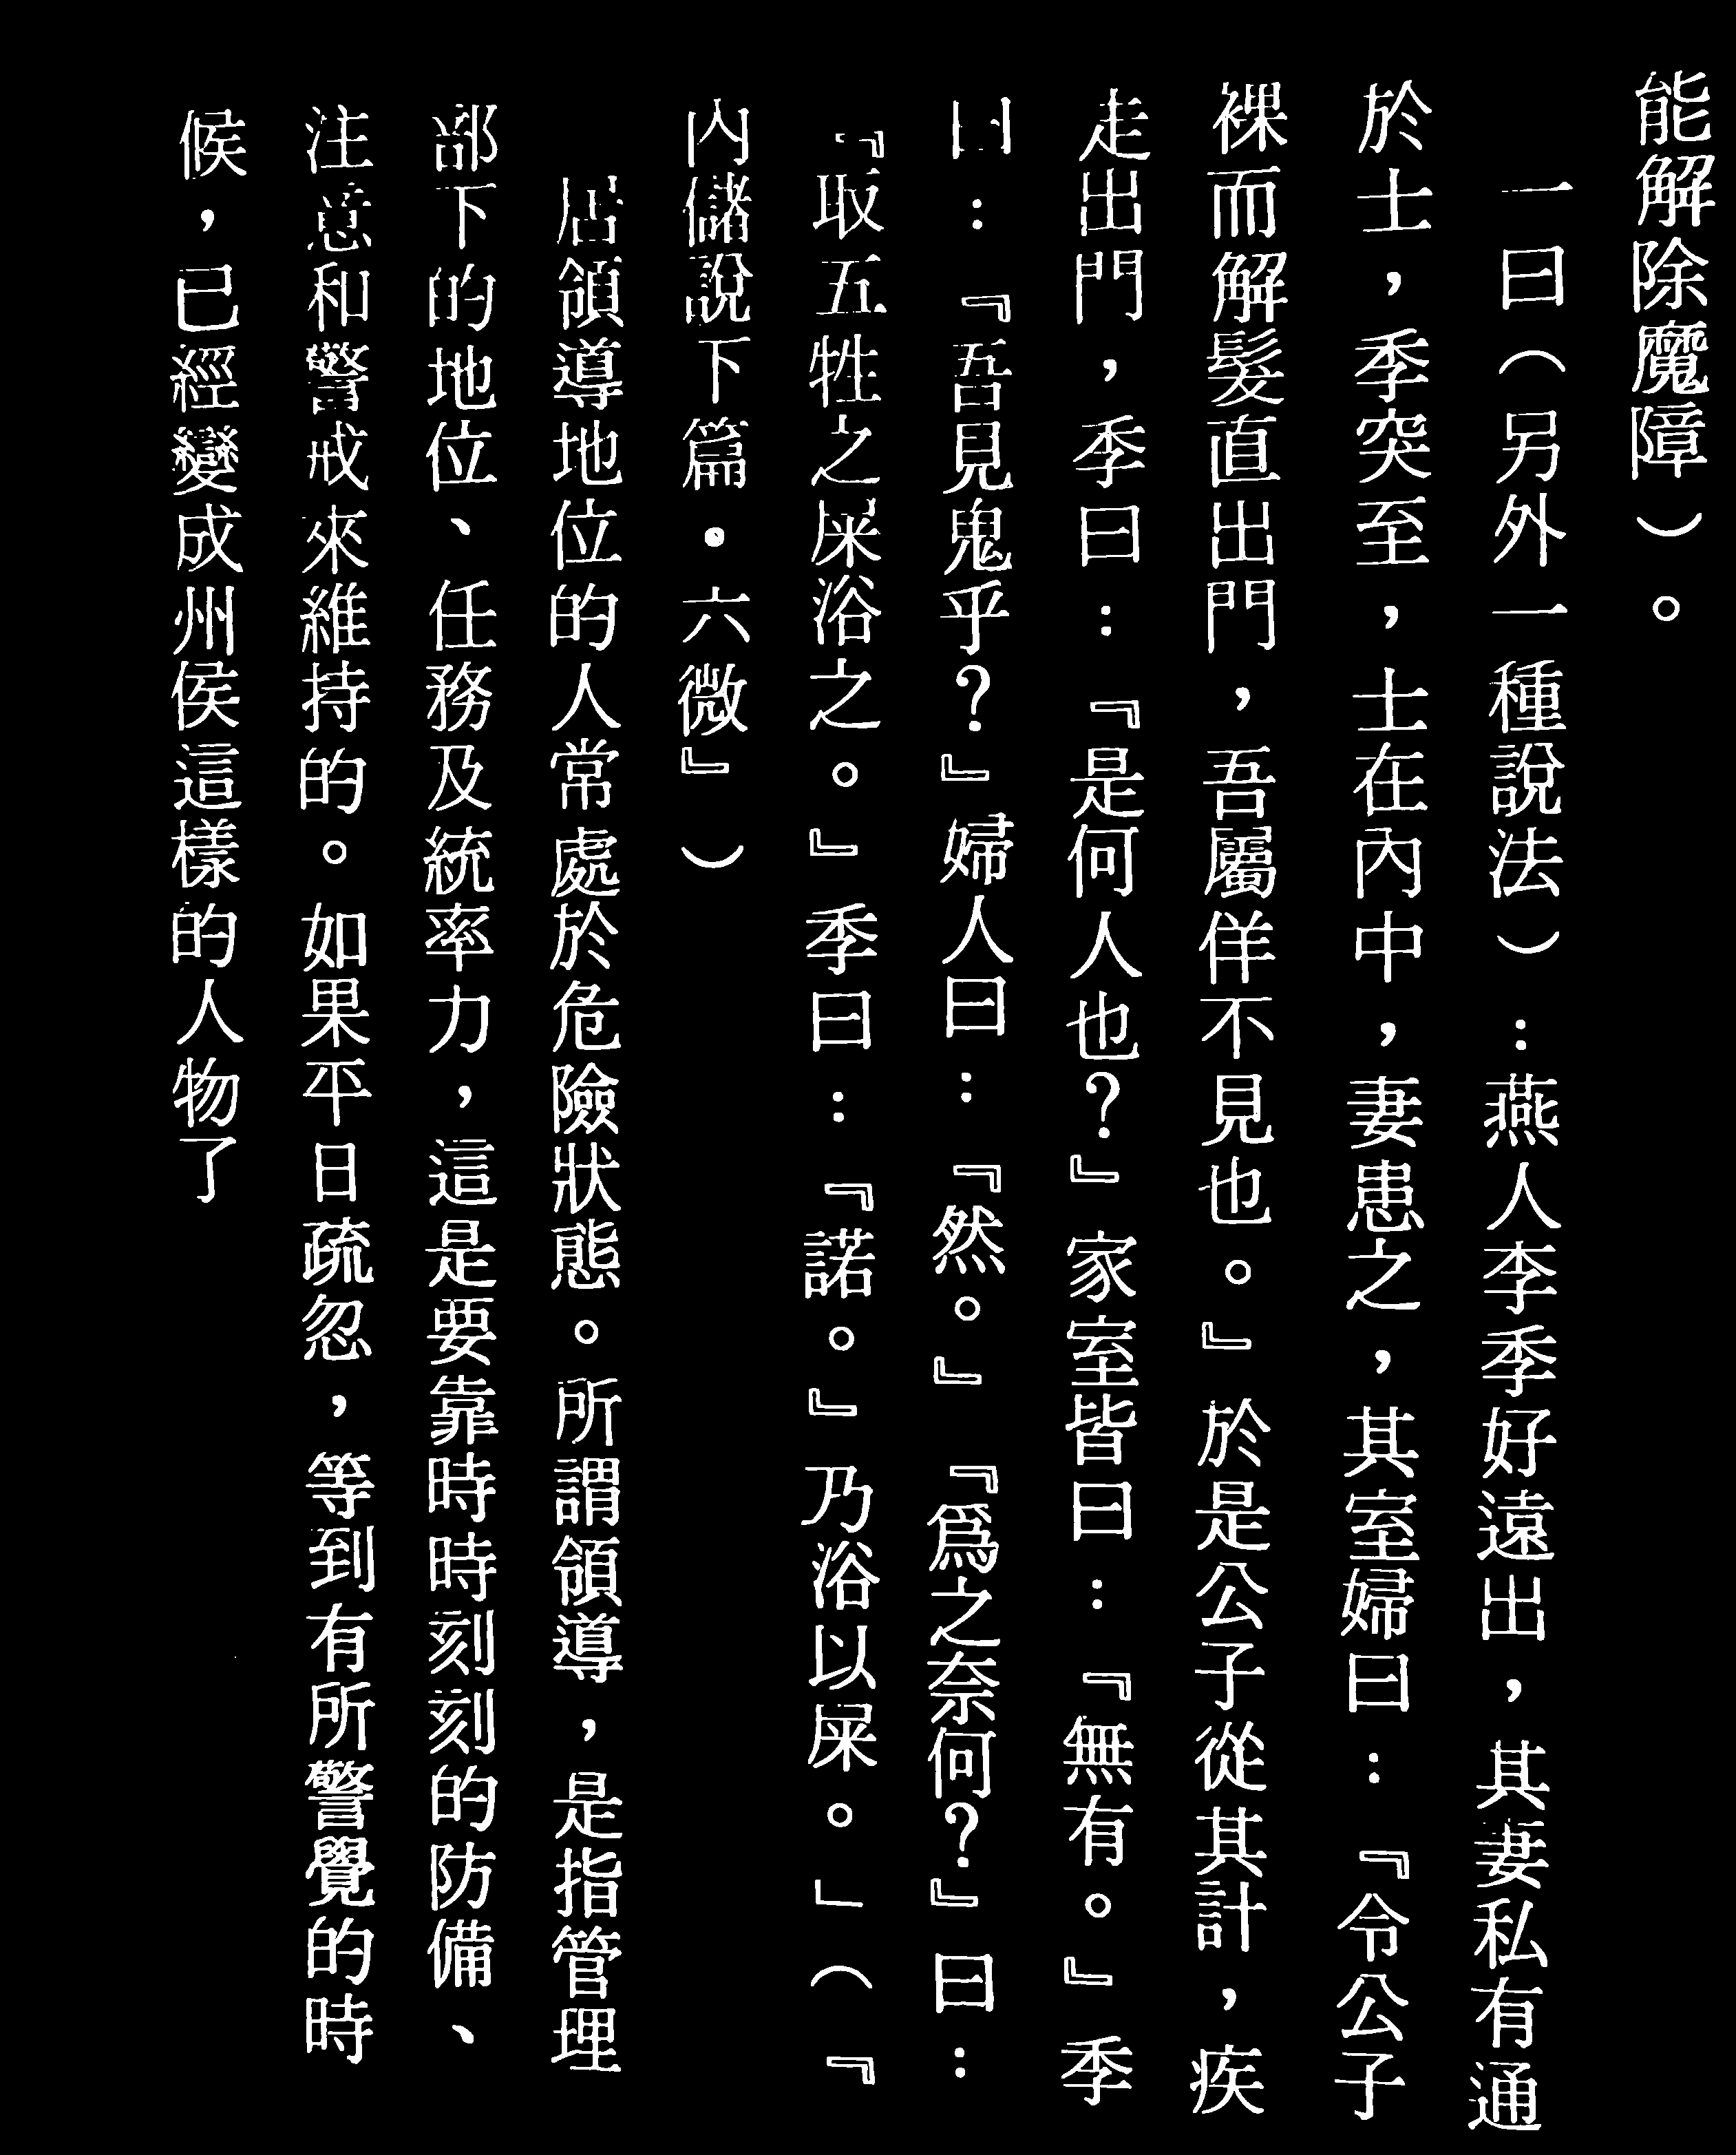 能解除魔障）。
一曰（另外一種說法）：燕人李季好遠出，其妻私有通
於士，季突至，士在內中，妻患之，其室婦曰：『令公子
裸而解髮直出門，吾屬佯不見也。』於是公子從其計，疾
走出門，季曰：『是何人也？』家室皆曰：『無有。』季
曰：『吾見鬼乎？』婦人曰：『然。』『爲之奈何？』曰：
『取五牲之屎浴之。』季曰：『諾。』乃浴以屎。」（『
內儲說下篇・六微』）
居領導地位的人常處於危險狀態。所謂領導，是指管理
部下的地位、任務及統率力，這是要靠時時刻刻的防備、
注意和警戒來維持的。如果平日疏忽，等到有所警覺的時
候，已經變成州侯這樣的人物了